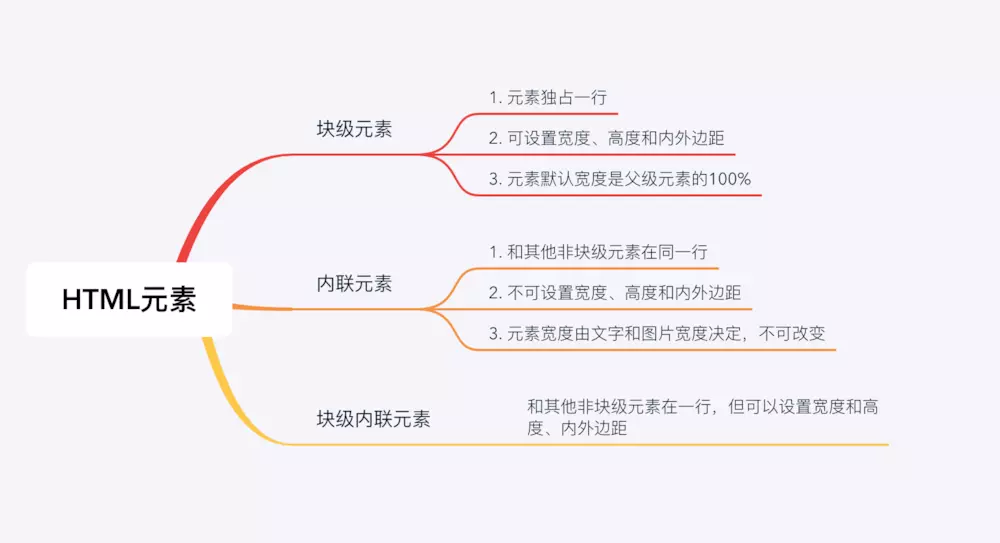 HTML元素
块级元素
1. 元素独占一行
2. 可设置宽度、高度和内外边距
3. 元素默认宽度是父级元素的100%
内联元素
1. 和其他非块级元素在同一行
2. 不可设置宽度、高度和内外边距
3. 元素宽度由文字和图片宽度决定，不可改变
块级内联元素
和其他非块级元素在一行，但可以设置宽度和高
度、内外边距